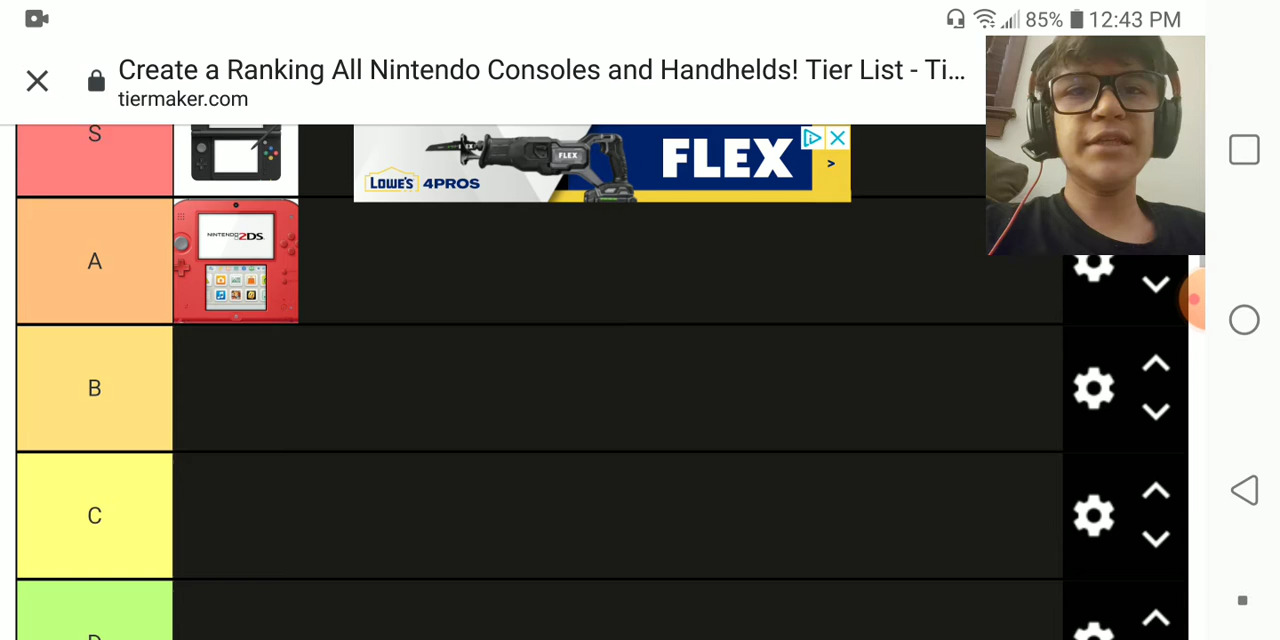 85% 12:43 PM
Create a Ranking All Nintendo Consoles and Handhelds! Tier List - Ti...
tiermaker.com
S
LOWE'S 4PROS
FLEX
FLEX
>
A
NINTENDO 2DS
B
C
D